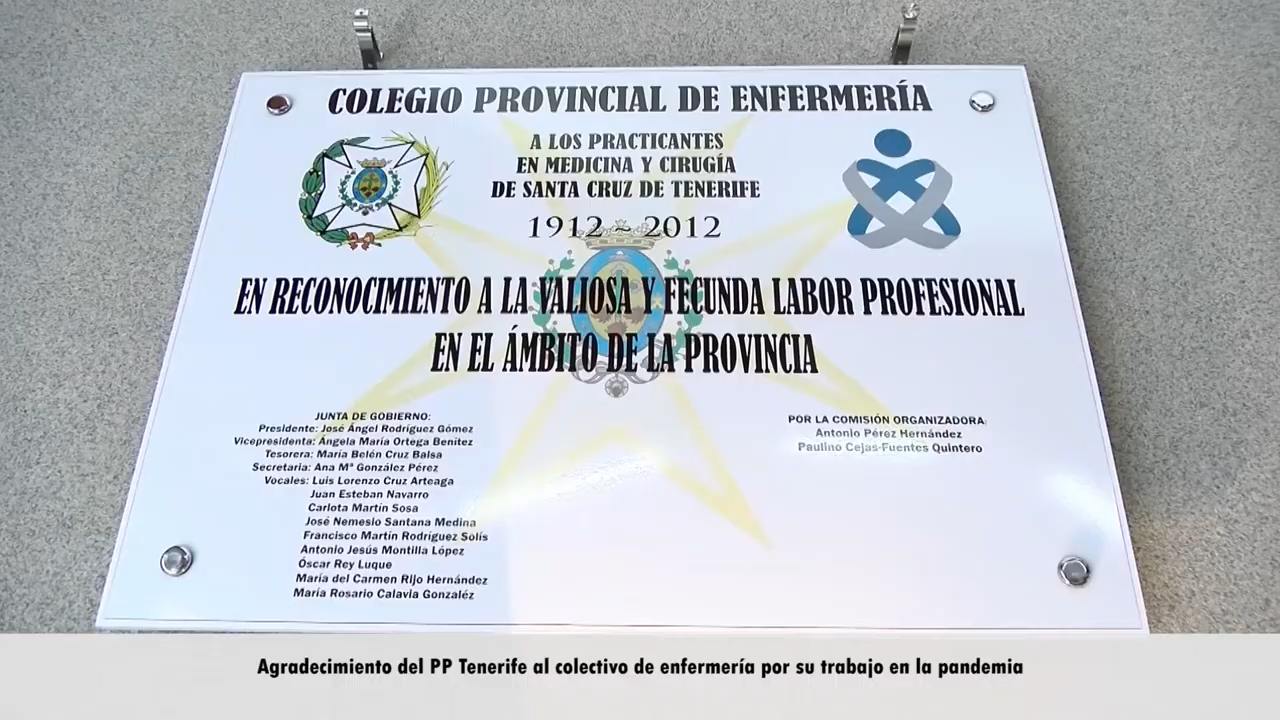 COLEGIO PROVINCIAL DE ENFERMERÍA
A LOS PRACTICANTES
EN MEDICINA Y CIRUGÍA
DE SANTA CRUZ DE TENERIFE
1912 ~ 2012
EN RECONOCIMIENTO A LA VALIOSA Y FECUNDA LABOR PROFESIONAL
EN EL ÁMBITO DE LA PROVINCIA
JUNTA DE GOBIERNO:
Presidente: José Ángel Rodríguez Gómez
Vicepresidenta: Ángela María Ortega Benítez
Tesorera: María Belén Cruz Balsa
Secretaria: Ana Mª González Pérez
Vocales: Luis Lorenzo Cruz Arteaga
Juan Esteban Navarro
Carlota Martín Sosa
José Nemesio Santana Medina
Francisco Martín Rodríguez Solís
Antonio Jesús Montilla López
Óscar Rey Luque
María del Carmen Rijo Hernández
María Rosario Calavia Gonzaléz
POR LA COMISIÓN ORGANIZADORA:
Antonio Pérez Hernández
Paulino Cejas-Fuentes Quintero
Agradecimiento del PP Tenerife al colectivo de enfermería por su trabajo en la pandemia